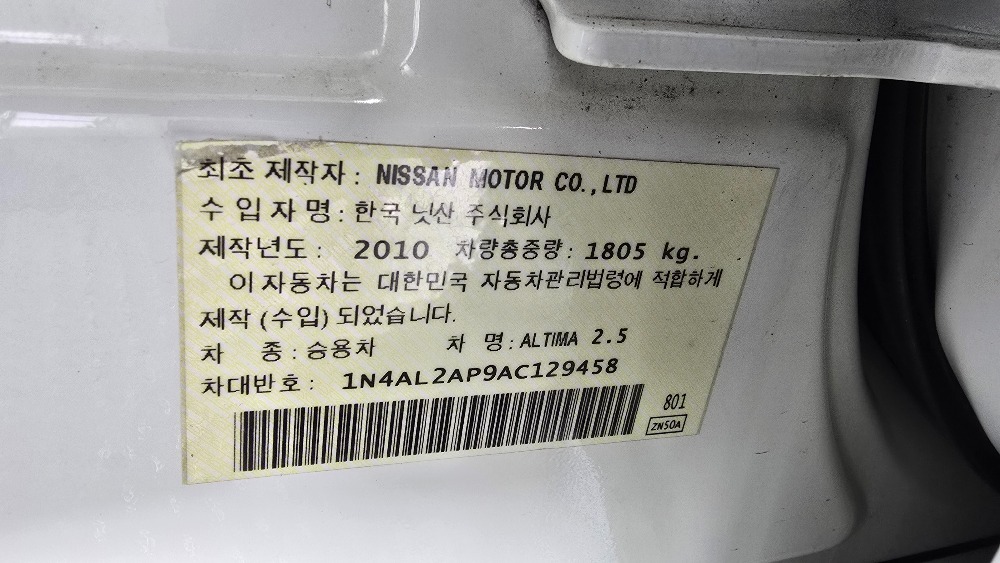 최초 제작자 : NISSAN MOTOR CO.,LTD
수 입 자 명 : 한국 닛산 주식회사
제작년도 : 2010 차량총중량 : 1805 kg.
이 자동차는 대한민국 자동차관리법령에 적합하게
제작 (수입) 되었습니다.
차 종 : 승용차 차 명 : ALTIMA 2.5
차대번호 : 1N4AL2AP9AC129458
801
ZN50A